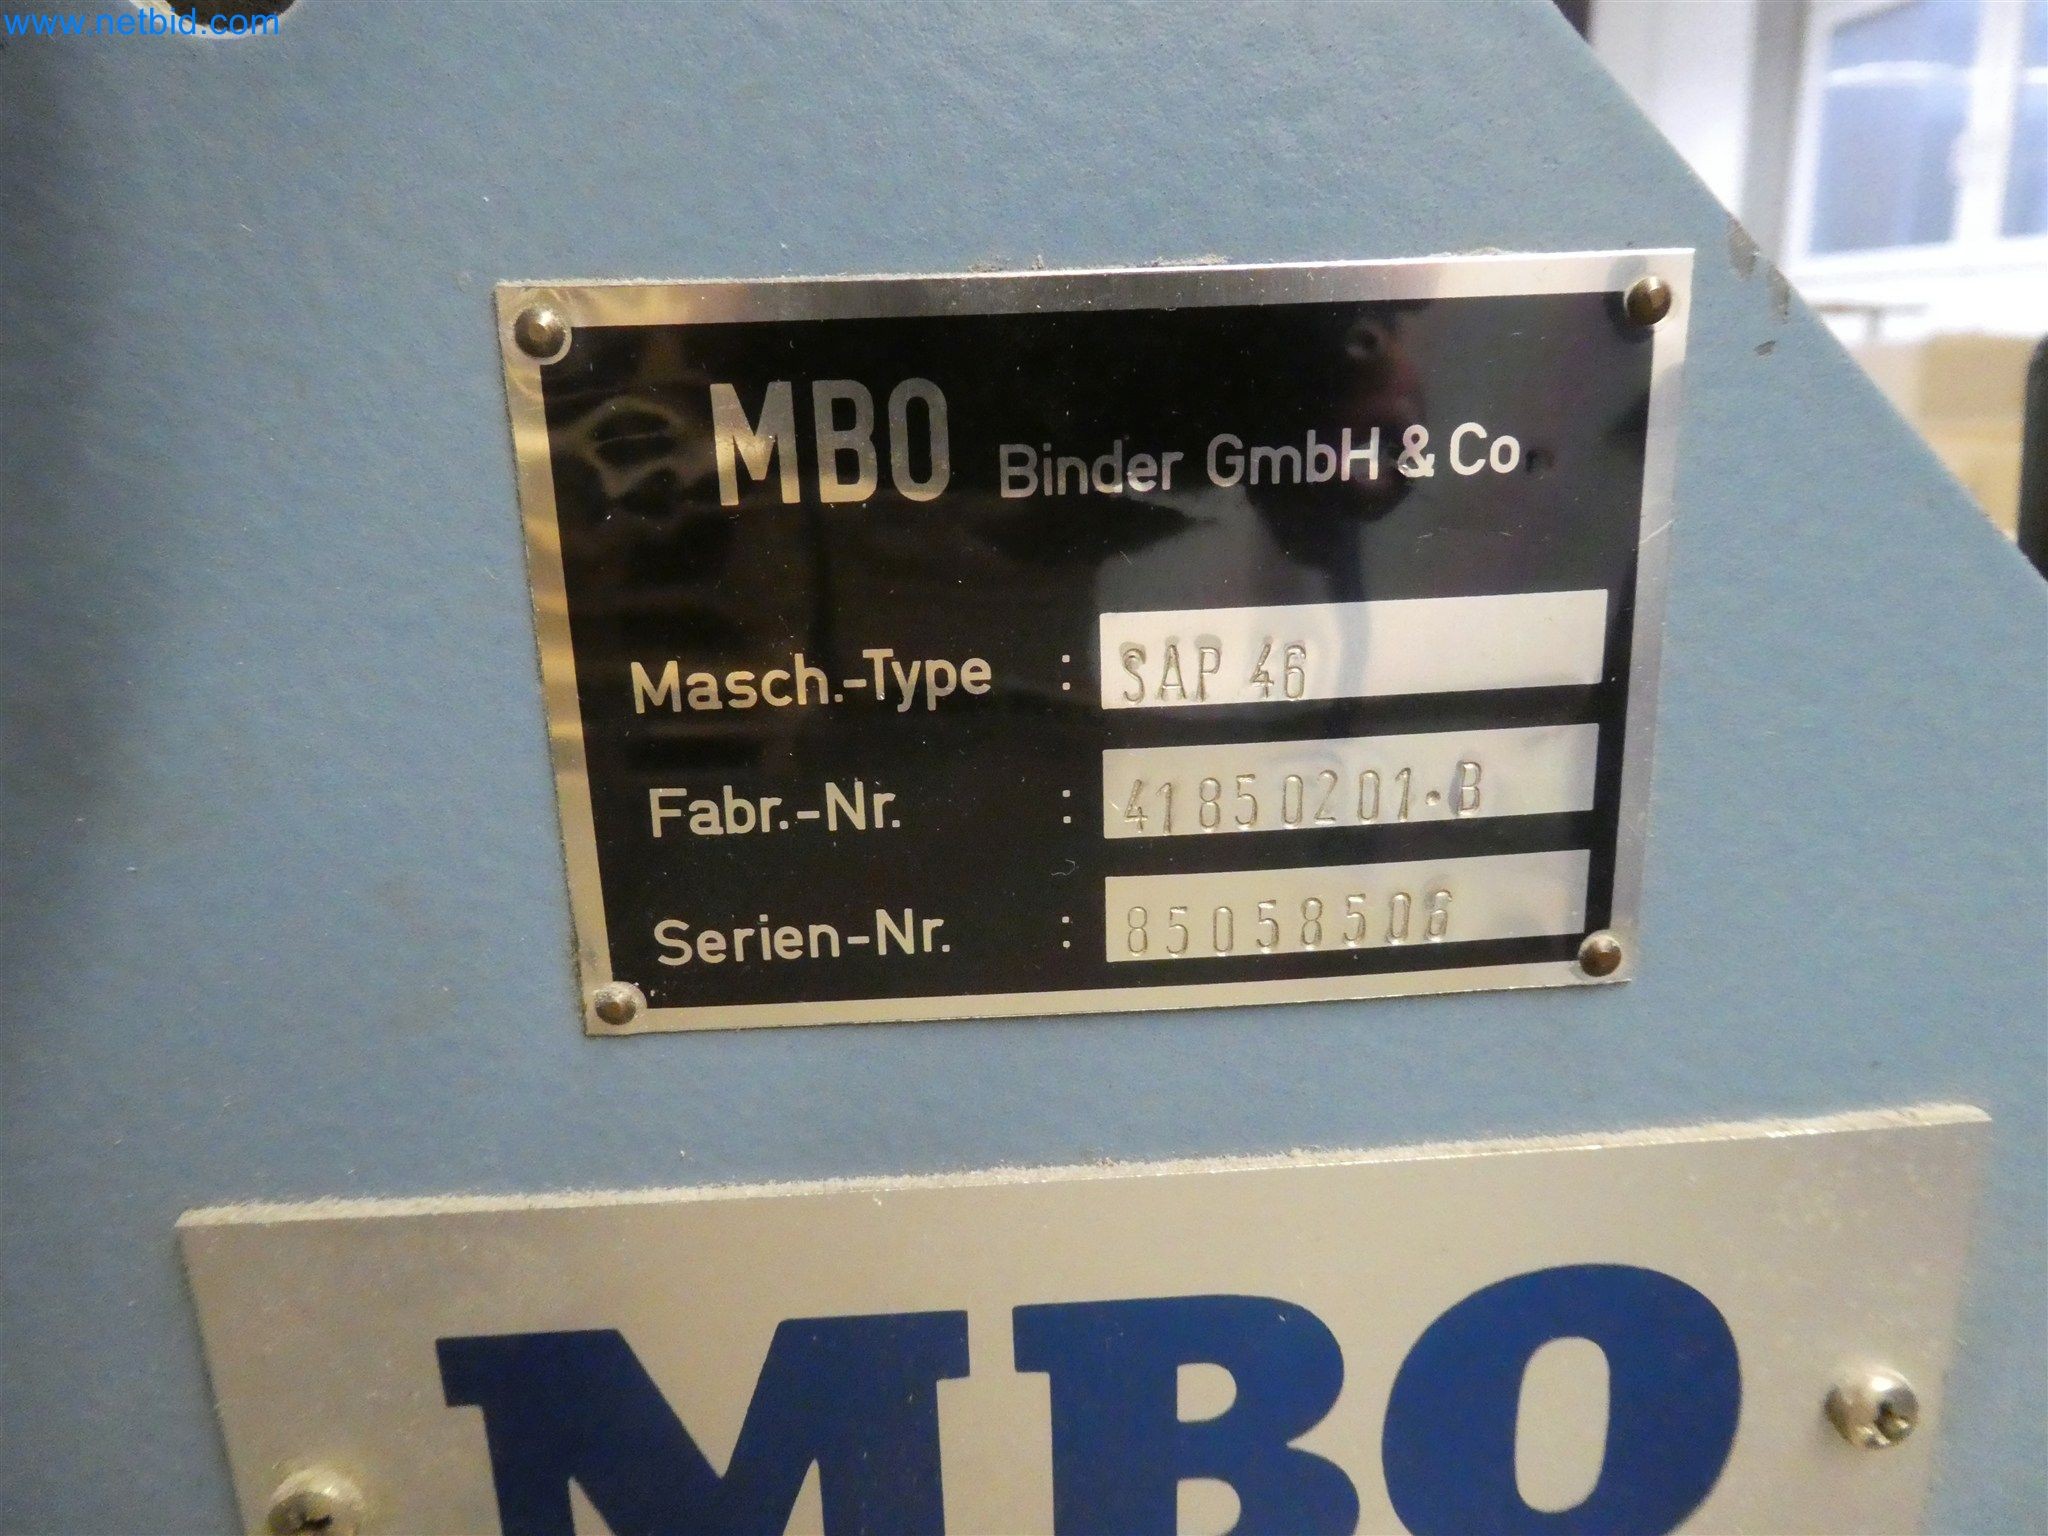 www.netbid.com
MBO Binder GmbH & Co.
Masch.-Type : SAP 46
Fabr.-Nr. : 41850201·B
Serien-Nr. : 85058506
MBO